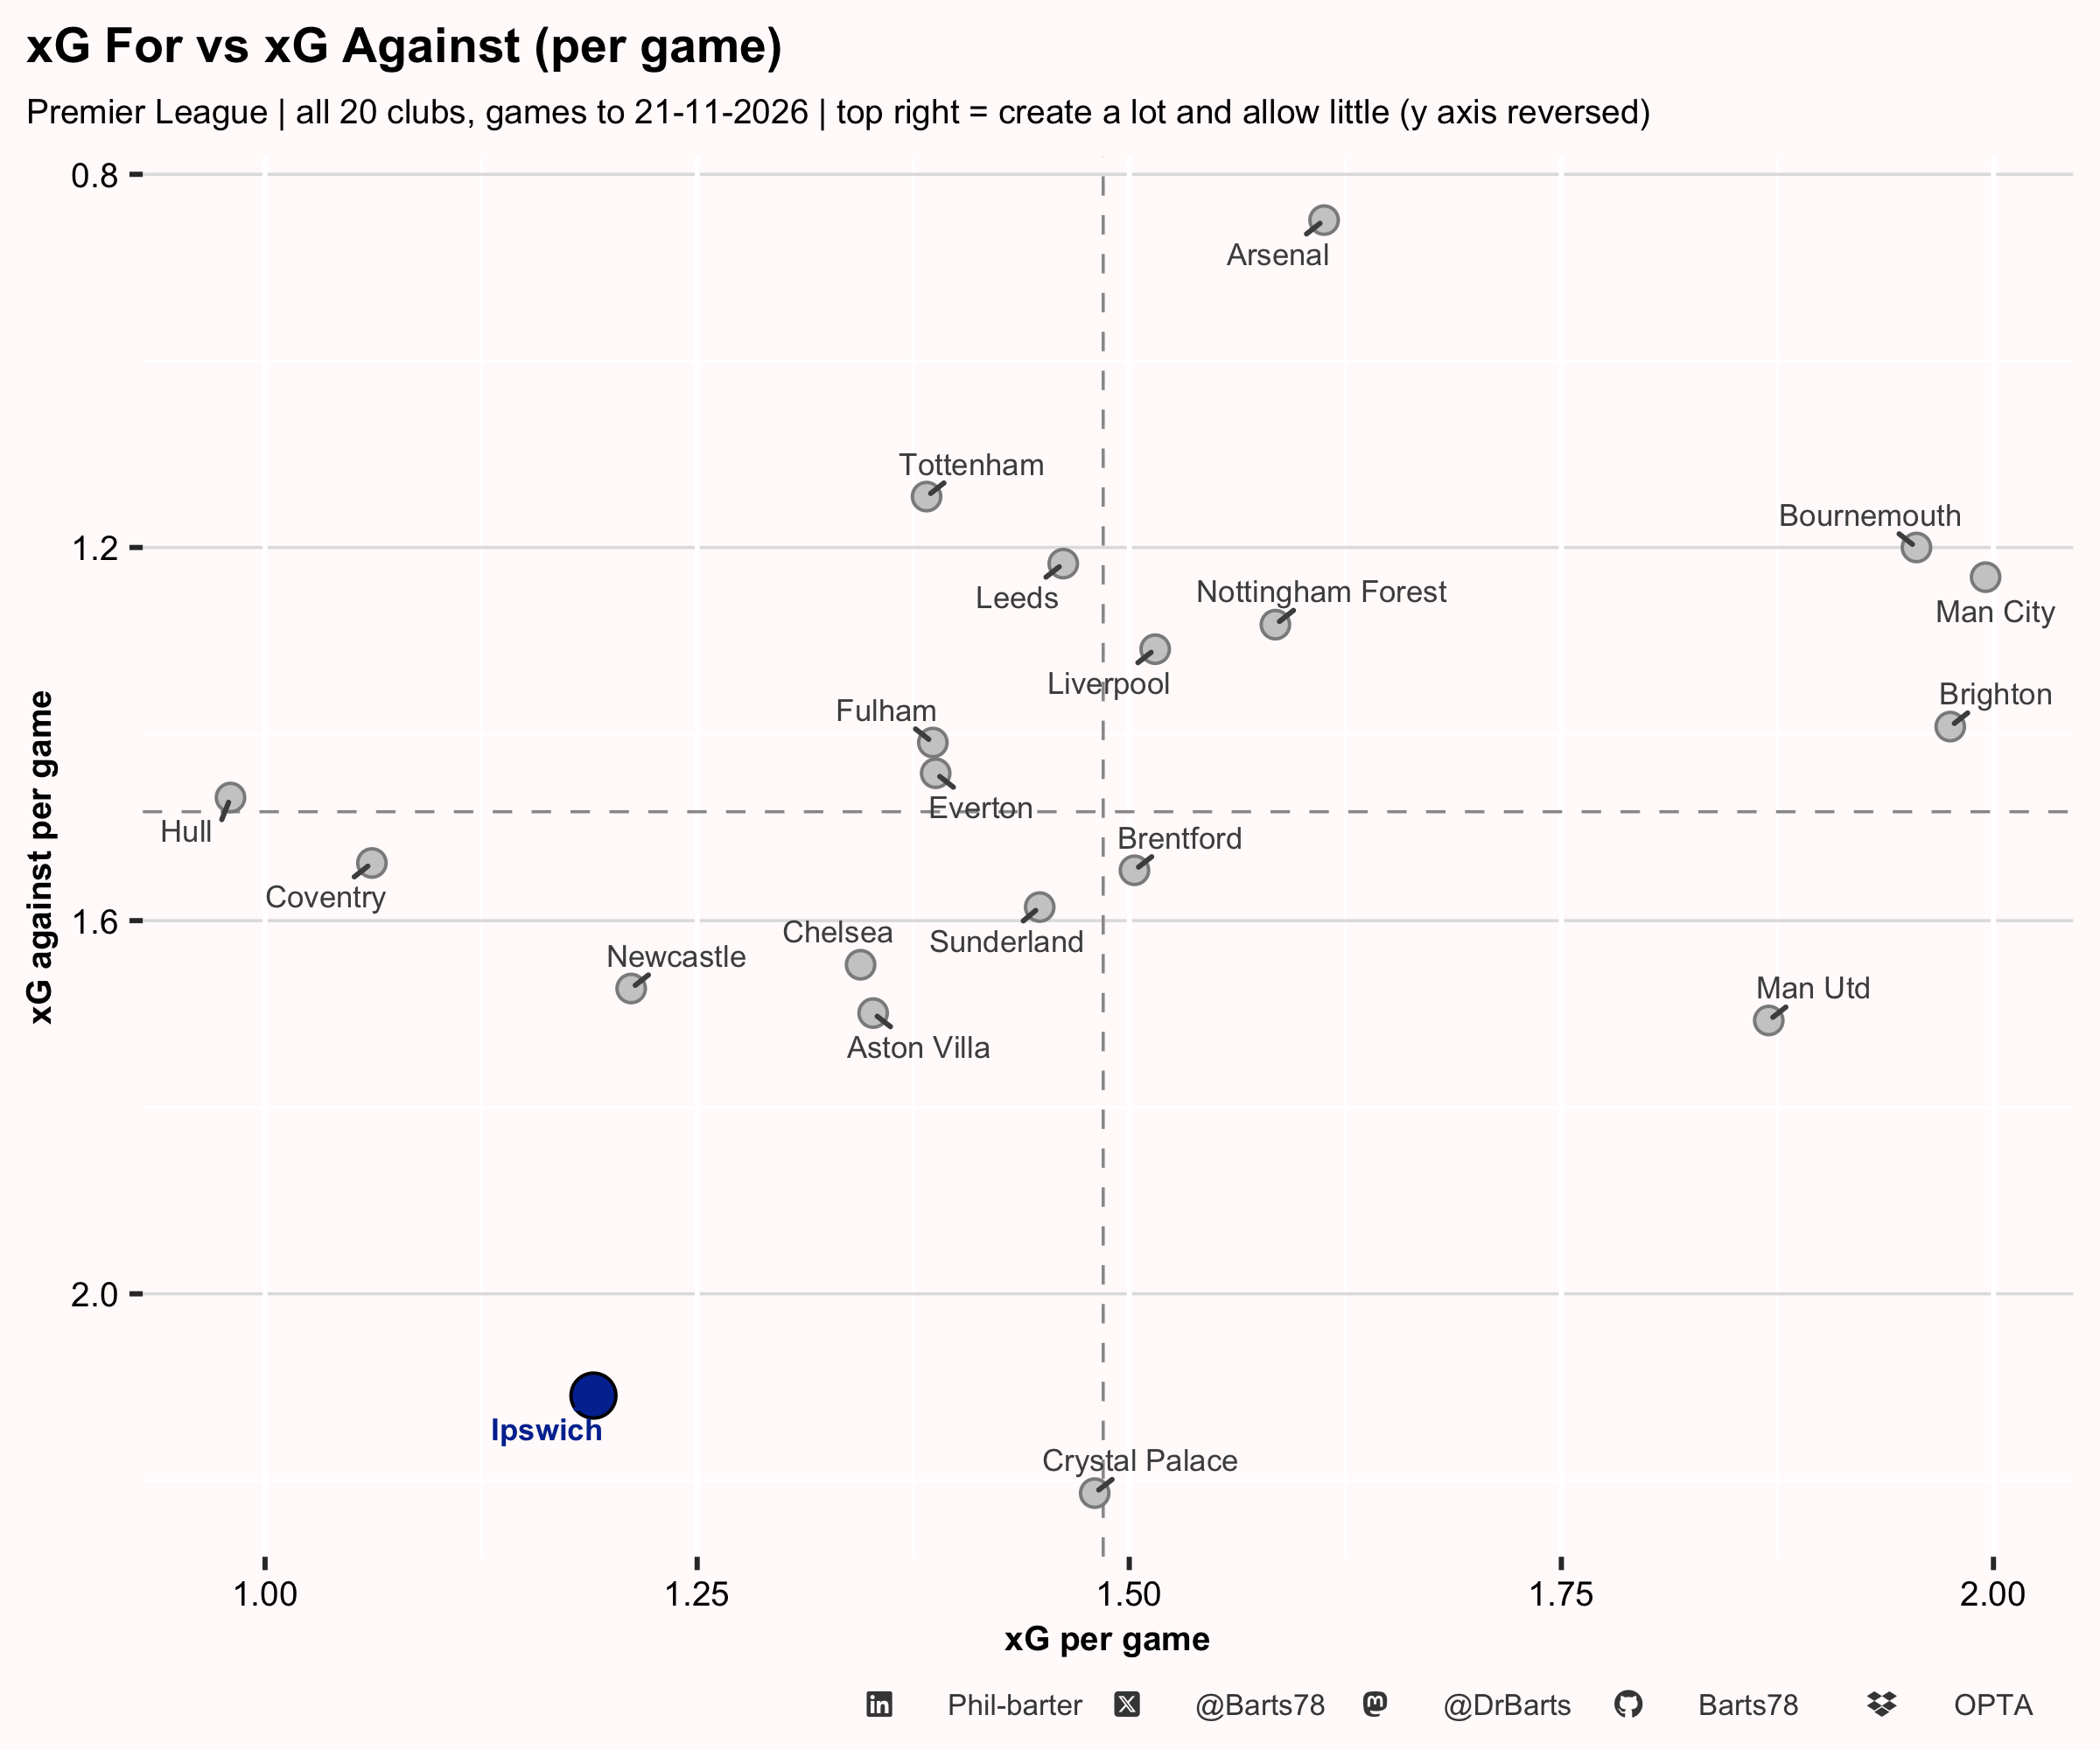 xG For vs xG Against (per game)
Premier League | all 20 clubs, games to 21-11-2026 | top right = create a lot and allow little (y axis reversed)
0.8
Arsenal
Tottenham
Bournemouth
1.2
Leeds
Nottingham Forest
Man City
Liverpool
Brighton
Fulham
Everton
Hull
Brentford
Coventry
1.6
Chelsea
Sunderland
Newcastle
Man Utd
Aston Villa
2.0
Ipswich
Crystal Palace
xG against per game
1.00 1.25 1.50 1.75 2.00
xG per game
Phil-barter @Barts78 @DrBarts Barts78 OPTA